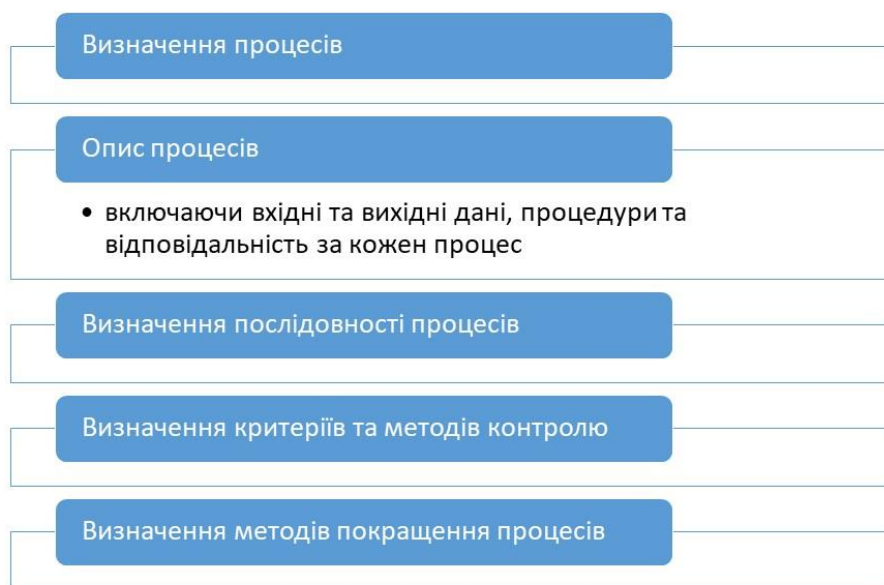 Визначення процесів
Опис процесів
• включаючи вхідні та вихідні дані, процедури та
відповідальність за кожен процес
Визначення послідовності процесів
Визначення критеріїв та методів контролю
Визначення методів покращення процесів